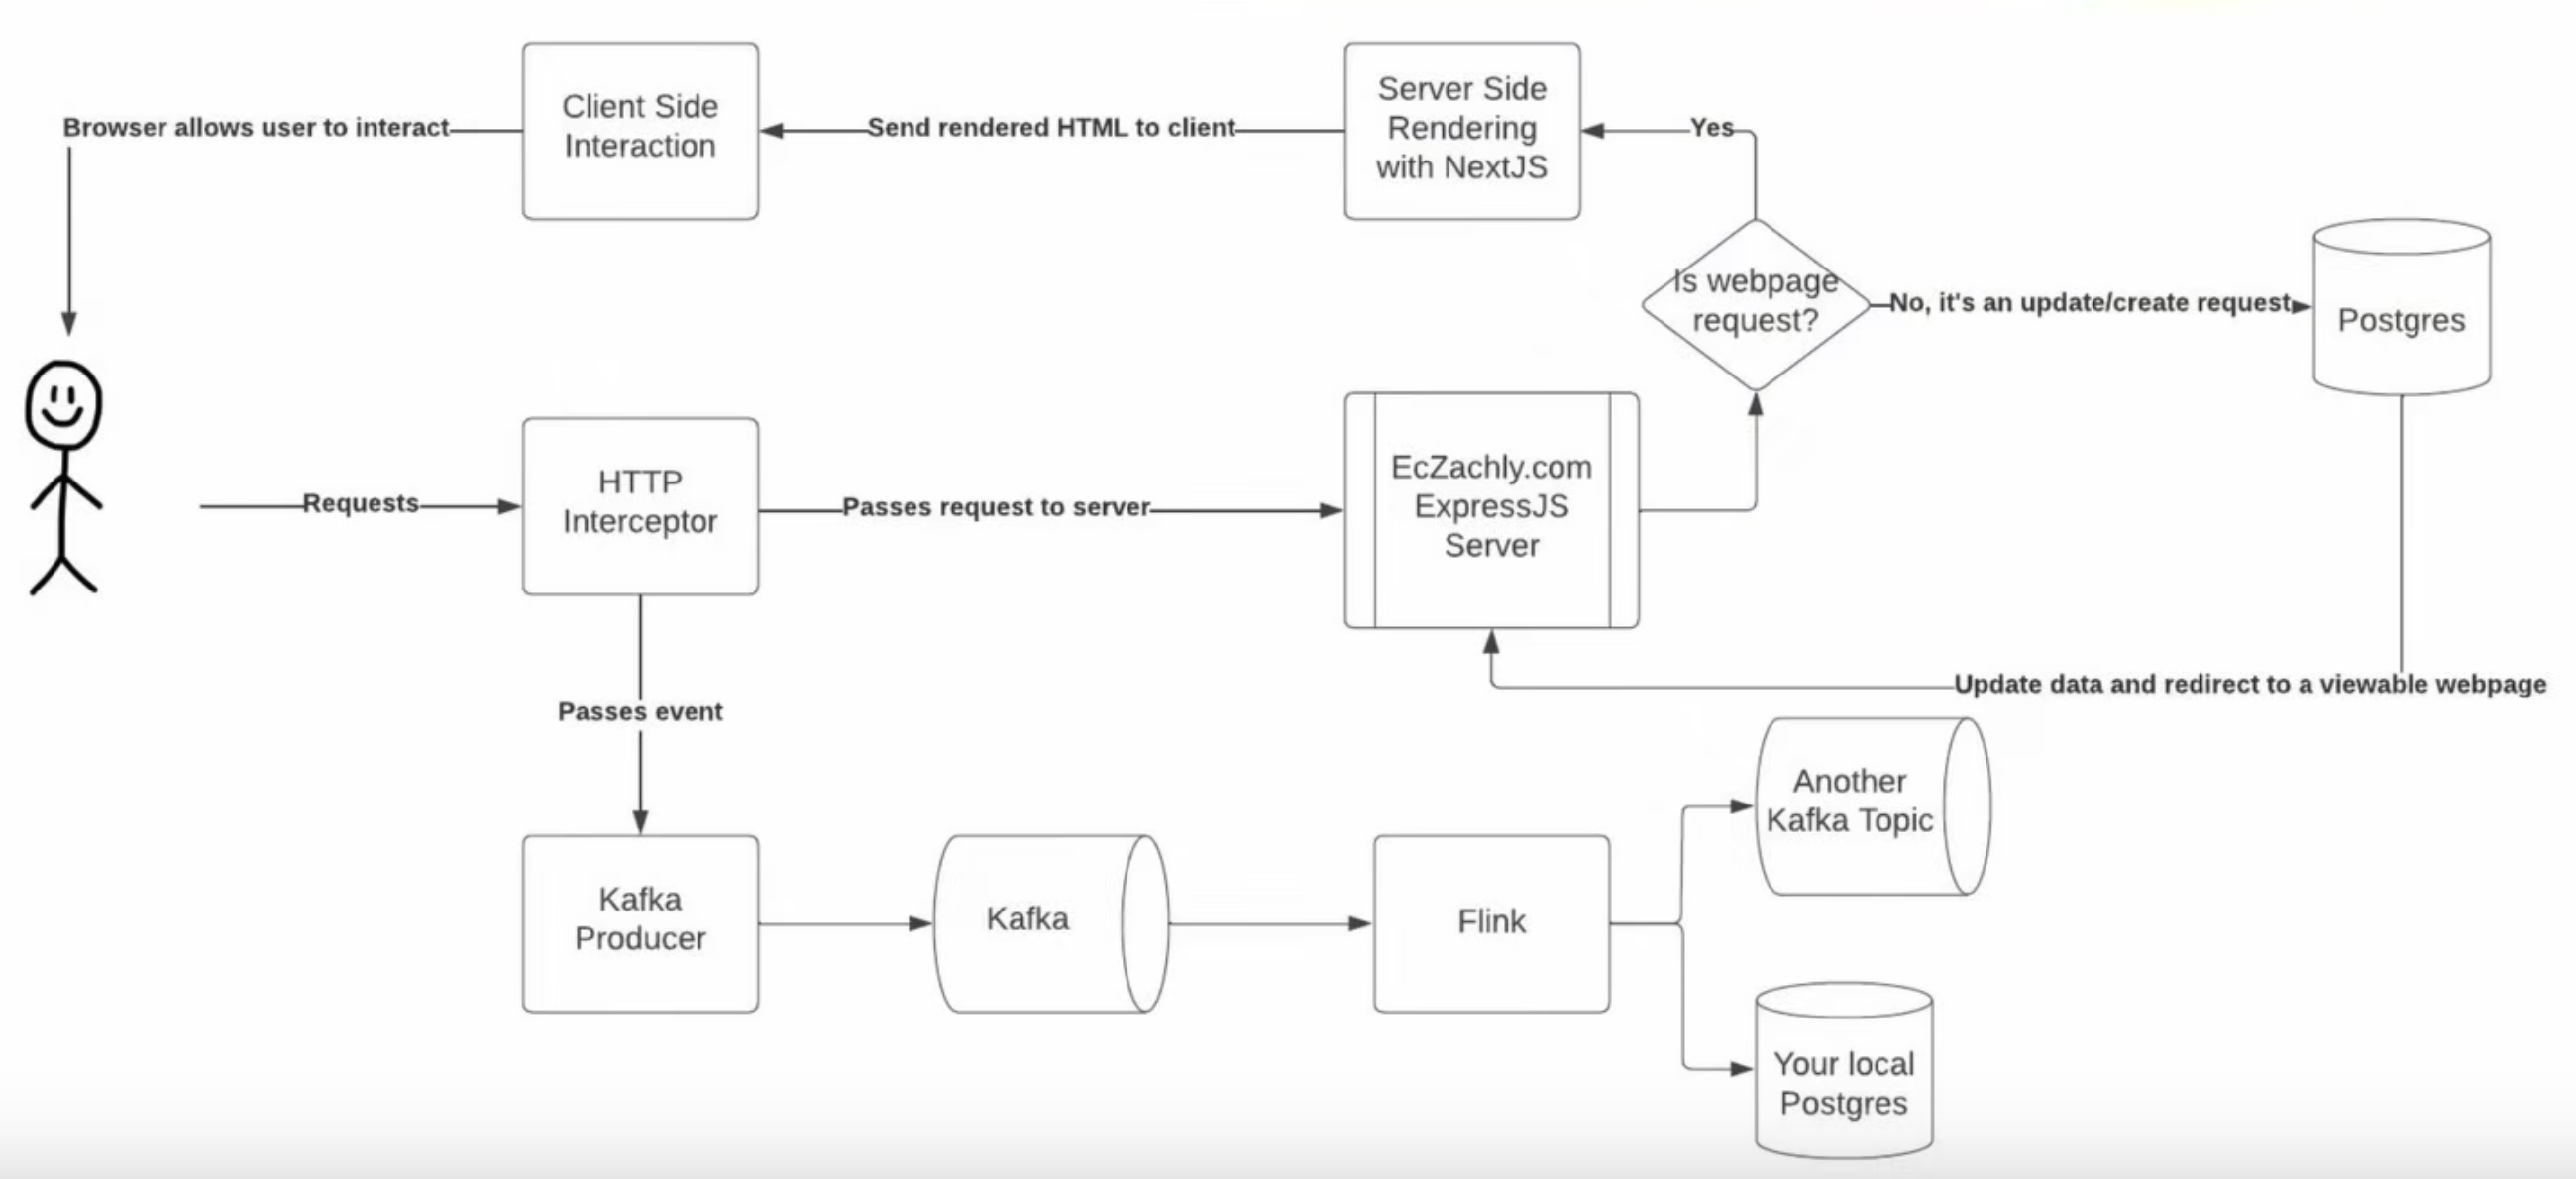 Client Side
Interaction
Server Side
Rendering
with NextJS
Browser allows user to interact
Send rendered HTML to client
Yes
Is webpage
request?
No, it's an update/create request
Postgres
Requests
HTTP
Interceptor
Passes request to server
EcZachly.com
ExpressJS
Server
Update data and redirect to a viewable webpage
Passes event
Another
Kafka Topic
Kafka
Producer
Kafka
Flink
Your local
Postgres